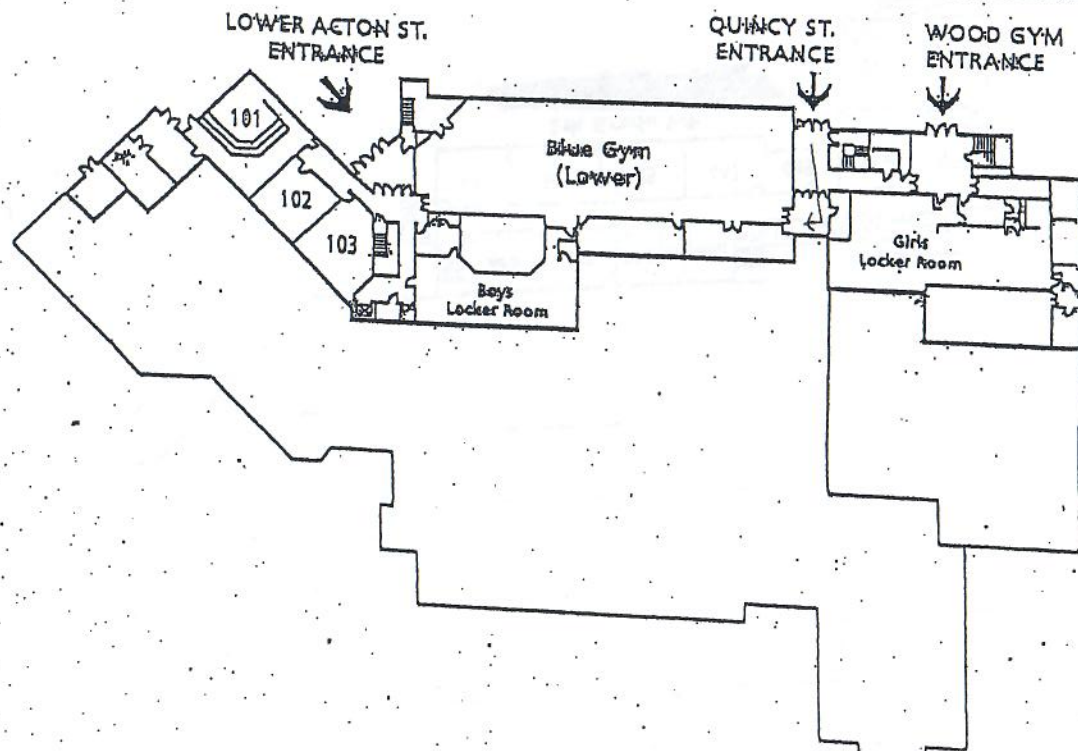 LOWER ACTON ST.
ENTRANCE
QUINCY ST.
ENTRANCE
WOOD GYM
ENTRANCE
101
102
103
Blue Gym
(Lower)
Boys
Locker Room
Girls
Locker Room